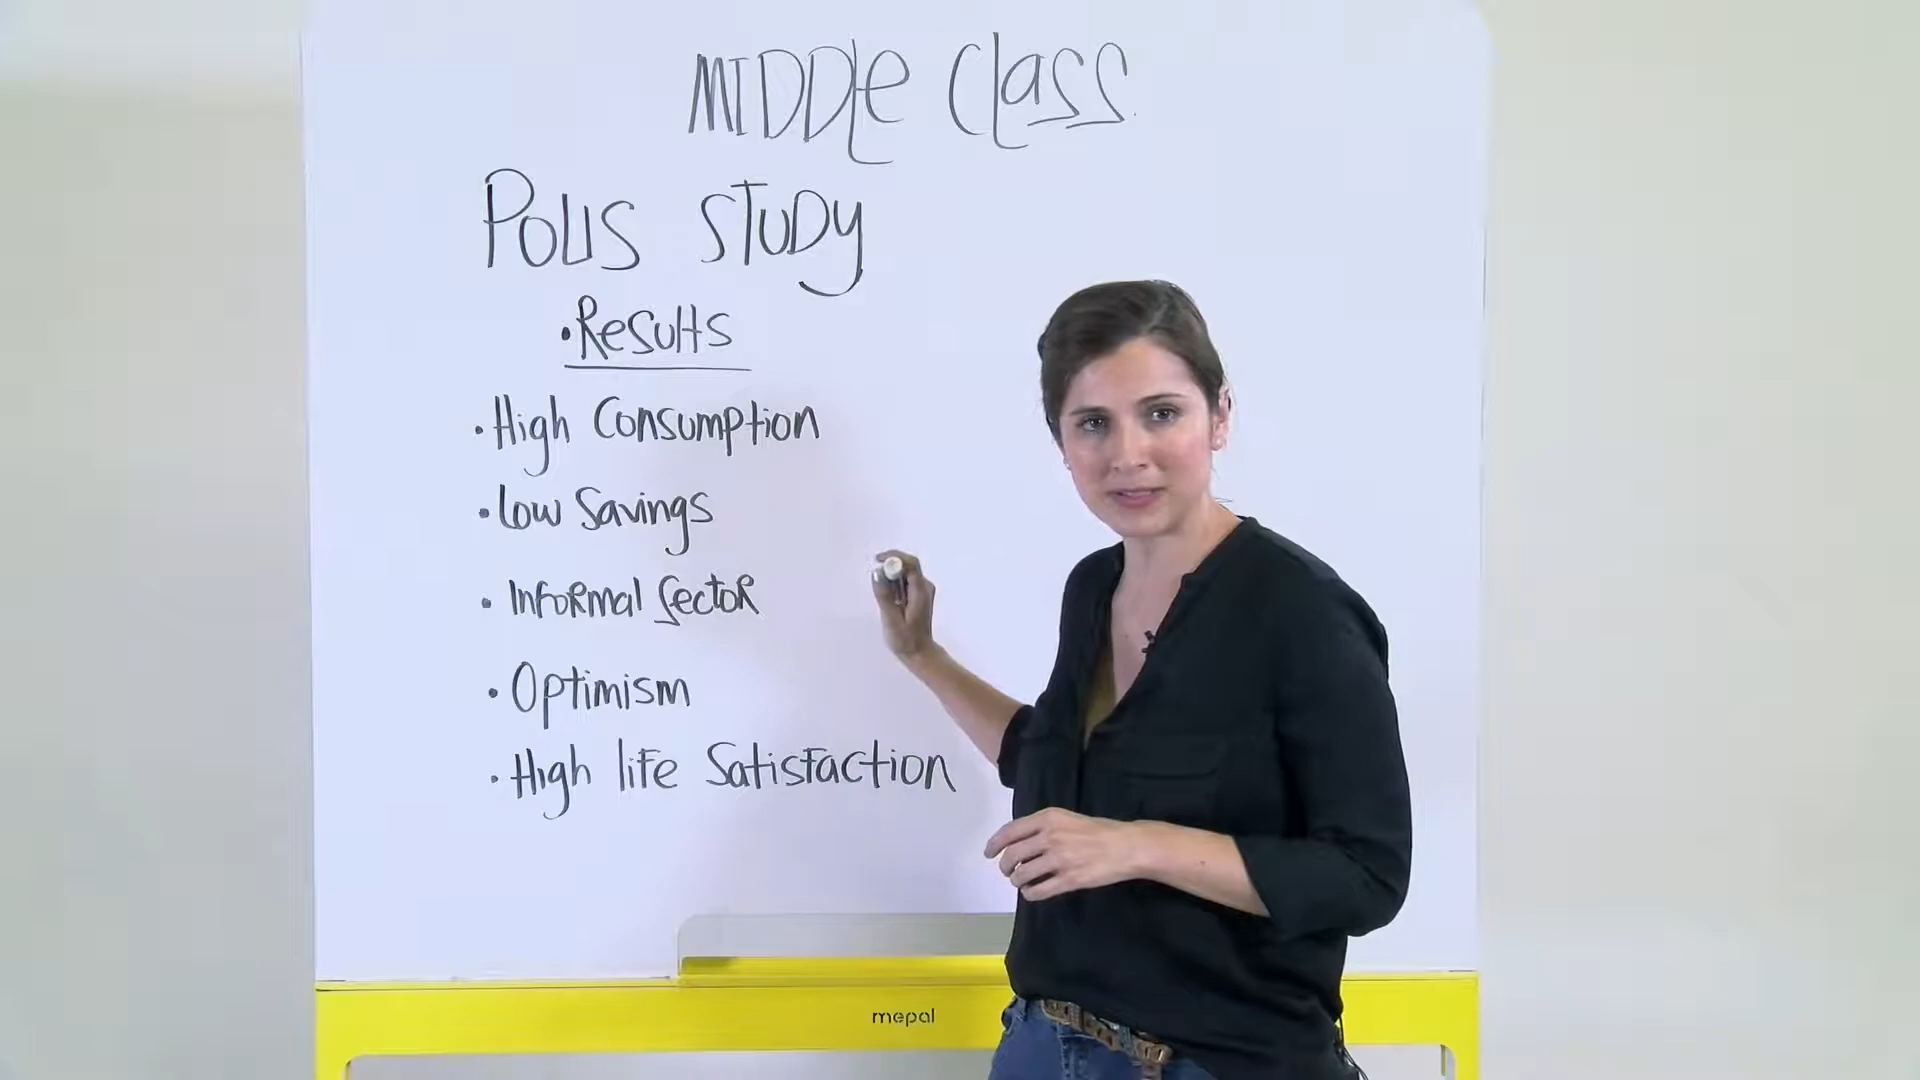 MIDDle Class.
POLIS STUDY
• Results
• High Consumption
• Low Savings
• Informal Sector
• Optimism
• High life Satisfaction
mepal